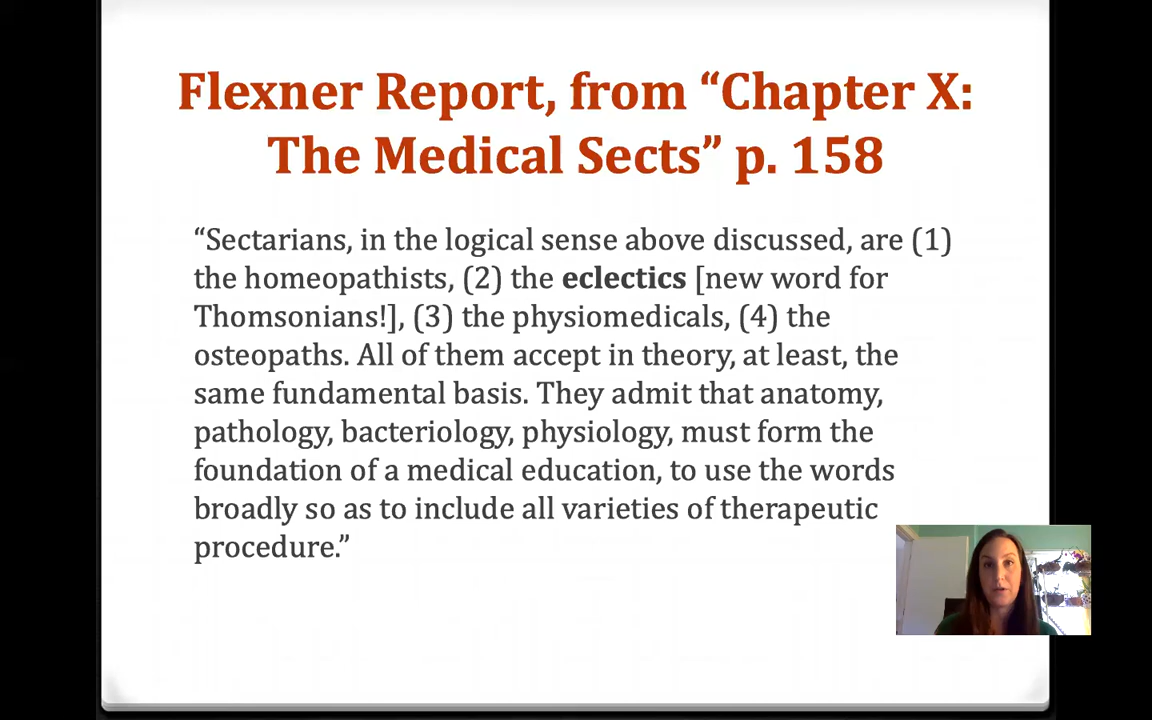 Flexner Report, from “Chapter X:
The Medical Sects” p. 158
“Sectarians, in the logical sense above discussed, are (1)
the homeopathists, (2) the eclectics [new word for
Thomsonians!], (3) the physiomedicals, (4) the
osteopaths. All of them accept in theory, at least, the
same fundamental basis. They admit that anatomy,
pathology, bacteriology, physiology, must form the
foundation of a medical education, to use the words
broadly so as to include all varieties of therapeutic
procedure.”